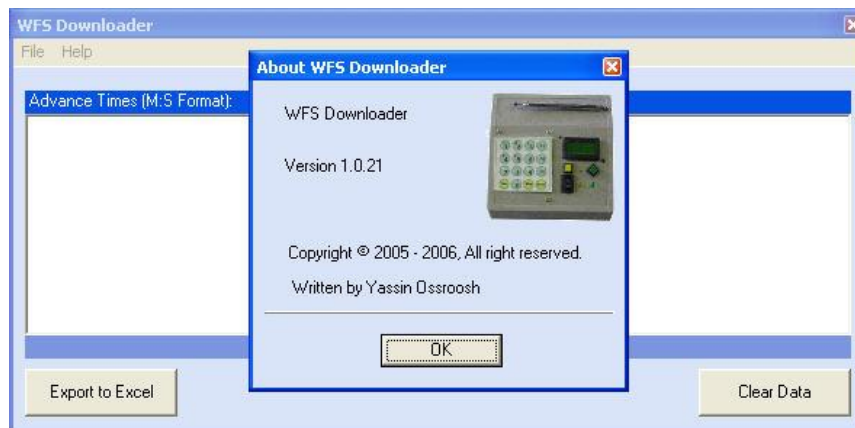 WFS Downloader
File Help
About WFS Downloader
Advance Times (M:S Format):
WFS Downloader
Version 1.0.21
Copyright © 2005 - 2006, All right reserved.
Written by Yassin Ossroosh
OK
Export to Excel
Clear Data